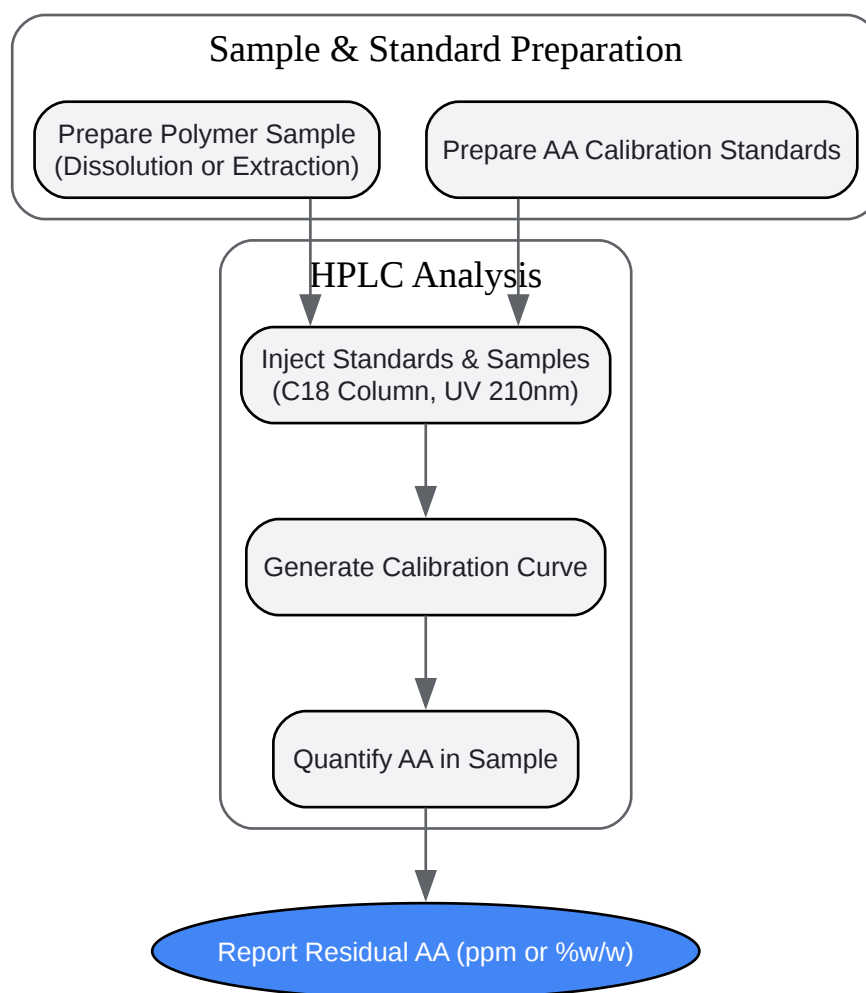 Sample & Standard Preparation
Prepare Polymer Sample
(Dissolution or Extraction)
Prepare AA Calibration Standards
HPLC Analysis
Inject Standards & Samples
(C18 Column, UV 210nm)
Generate Calibration Curve
Quantify AA in Sample
Report Residual AA (ppm or %w/w)